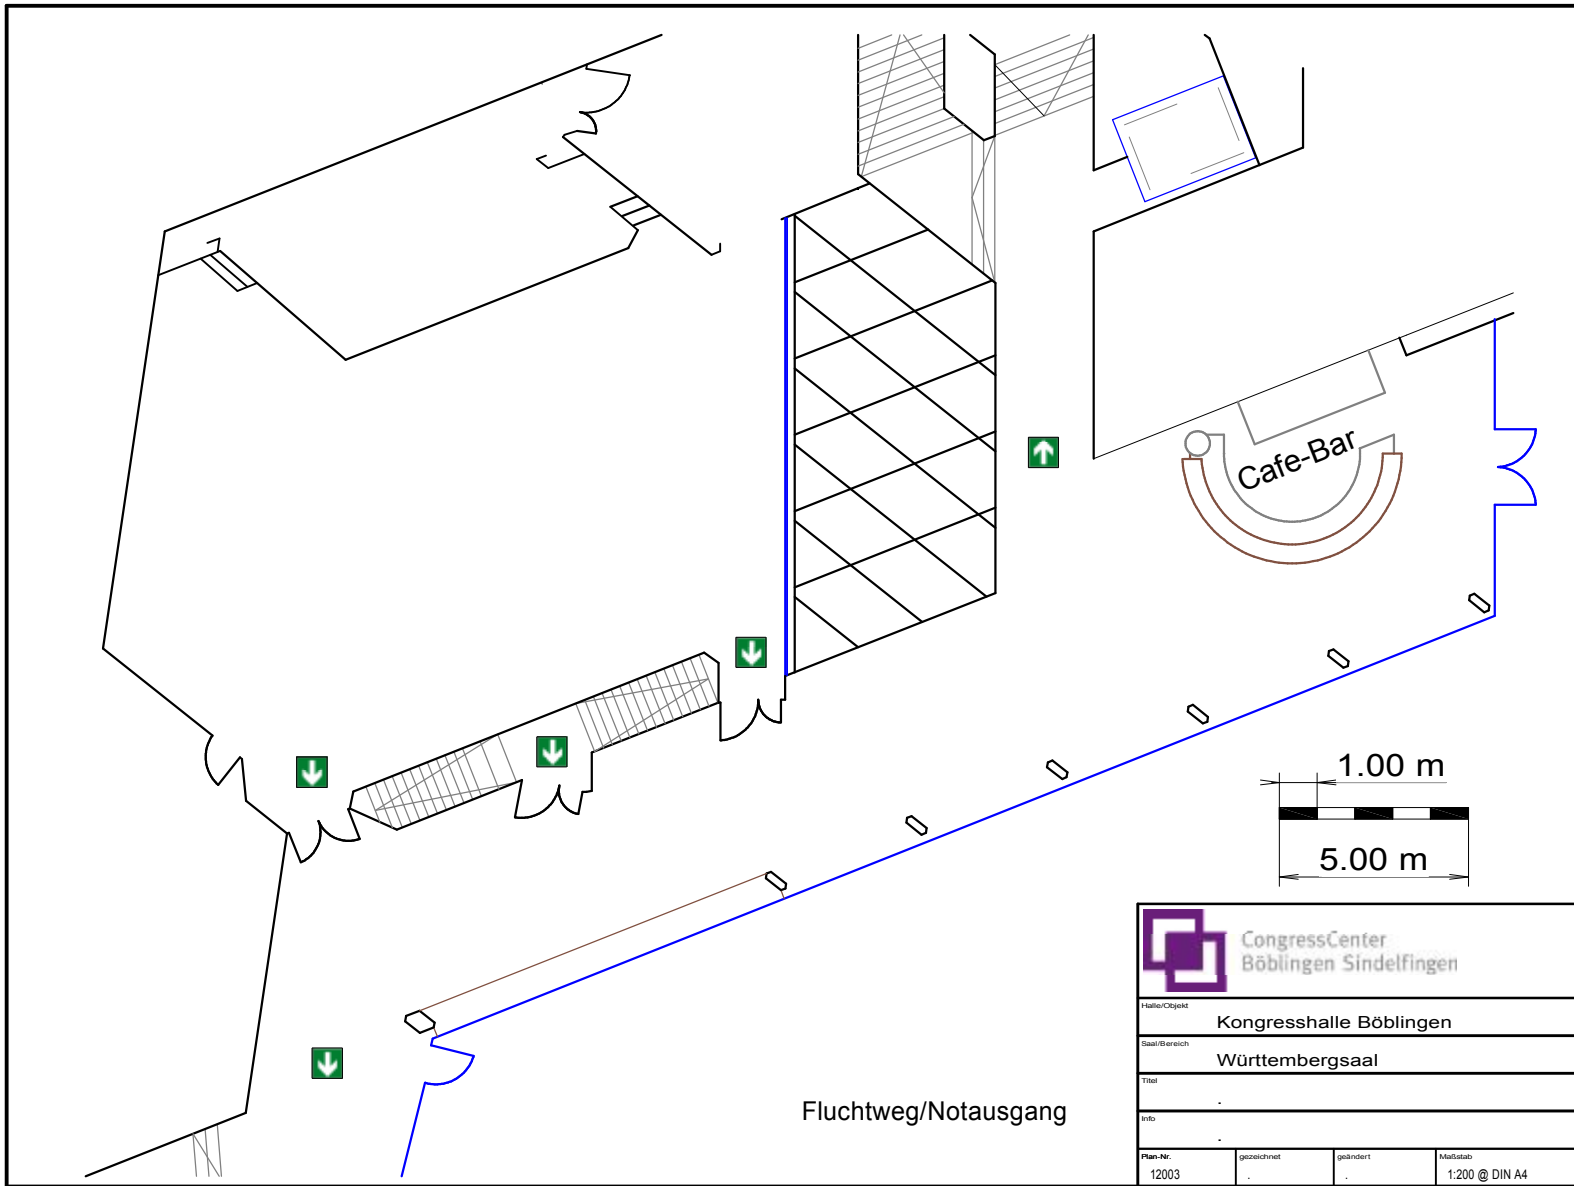 Cafe-Bar
1.00 m
5.00 m
CongressCenter
Böblingen Sindelfingen
Halle/Objekt
Kongresshalle Böblingen
Saal/Bereich
Württembergsaal
Titel
.
Info
.
Fluchtweg/Notausgang
Plan-Nr. gezeichnet geändert Maßstab
12003 . . 1:200 @ DIN A4